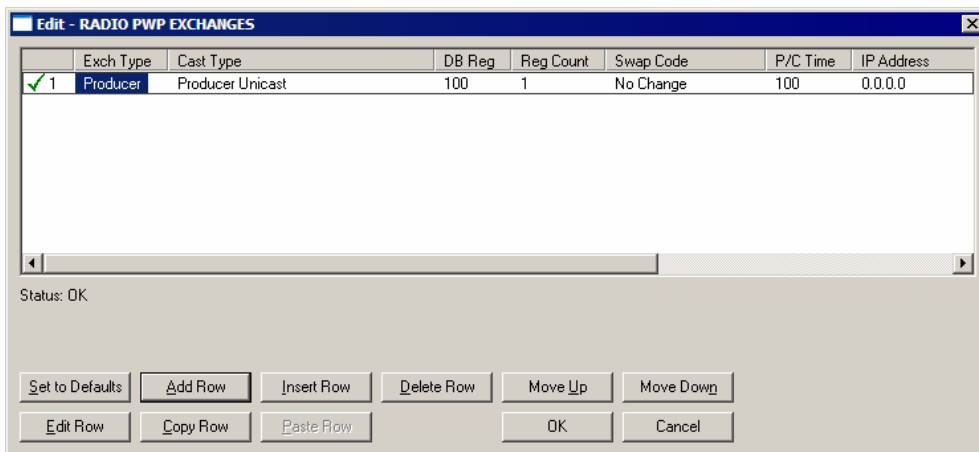 Edit - RADIO PWP EXCHANGES
Exch Type Cast Type DB Reg Reg Count Swap Code P/C Time IP Address
1 Producer Producer Unicast 100 1 No Change 100 0.0.0.0
Status: OK
Set to Defaults Add Row Insert Row Delete Row Move Up Move Down
Edit Row Copy Row Paste Row OK Cancel